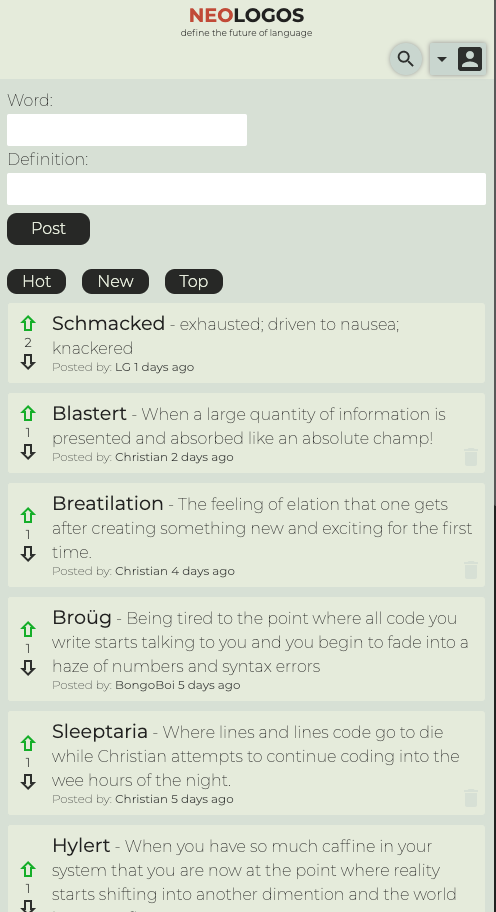 NEOLOGOS
define the future of language
Word:
Definition:
Post
Hot New Top
Schmacked - exhausted; driven to nausea;
knackered
2
Posted by: LG 1 days ago
Blastert - When a large quantity of information is
presented and absorbed like an absolute champ!
1
Posted by: Christian 2 days ago
Breatilation - The feeling of elation that one gets
after creating something new and exciting for the first
time.
1
Posted by: Christian 4 days ago
Broüg - Being tired to the point where all code you
write starts talking to you and you begin to fade into a
haze of numbers and syntax errors
1
Posted by: BongoBoi 5 days ago
Sleeptaria - Where lines and lines code go to die
while Christian attempts to continue coding into the
wee hours of the night.
1
Posted by: Christian 5 days ago
Hylert - When you have so much caffine in your
system that you are now at the point where reality
starts shifting into another dimention and the world
1